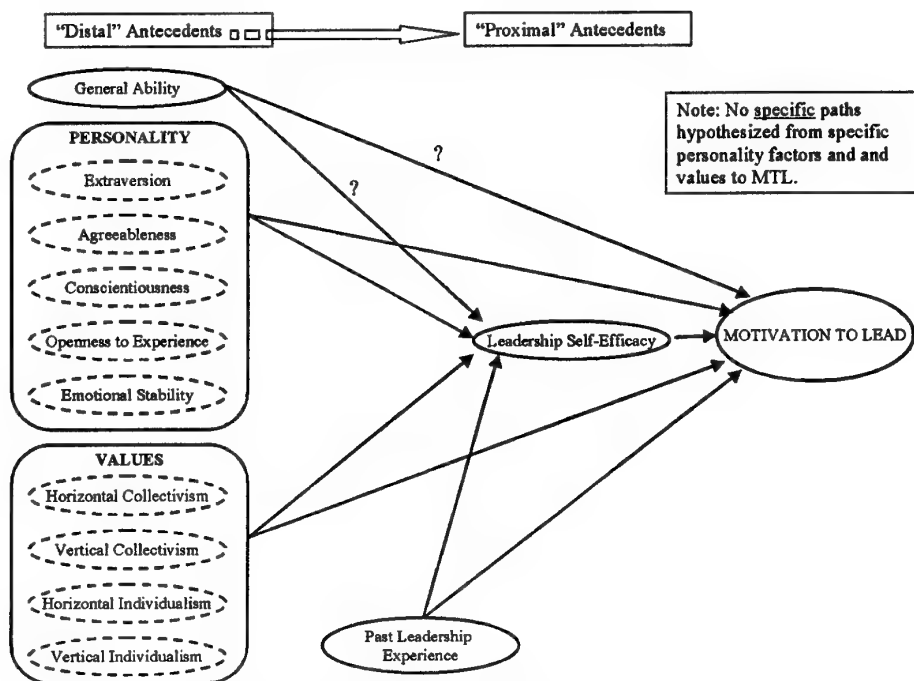 “Distal” Antecedents
“Proximal” Antecedents
General Ability
Note: No specific paths
hypothesized from specific
personality factors and and
values to MTL.
PERSONALITY
?
?
Extraversion
Agreeableness
Conscientiousness
Openness to Experience
Emotional Stability
Leadership Self-Efficacy
MOTIVATION TO LEAD
VALUES
Horizontal Collectivism
Vertical Collectivism
Horizontal Individualism
Vertical Individualism
Past Leadership
Experience